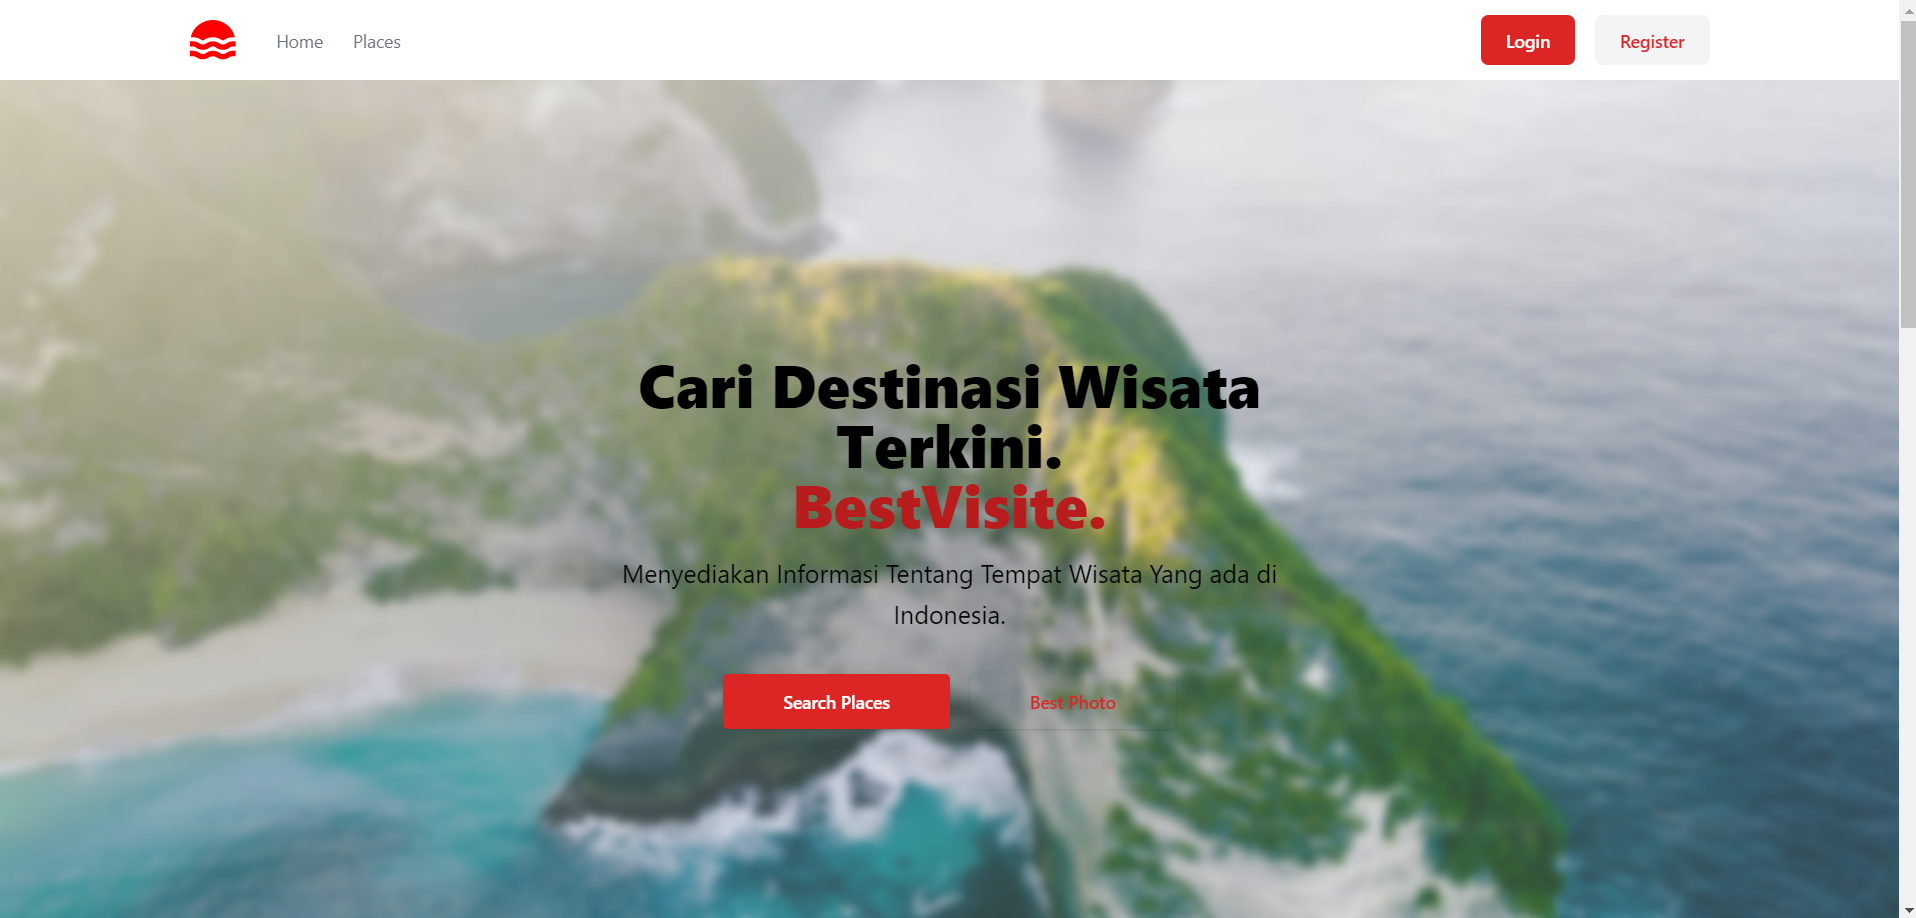 Home Places Login Register
Cari Destinasi Wisata
Terkini.
BestVisite.
Menyediakan Informasi Tentang Tempat Wisata Yang ada di
Indonesia.
Search Places Best Photo